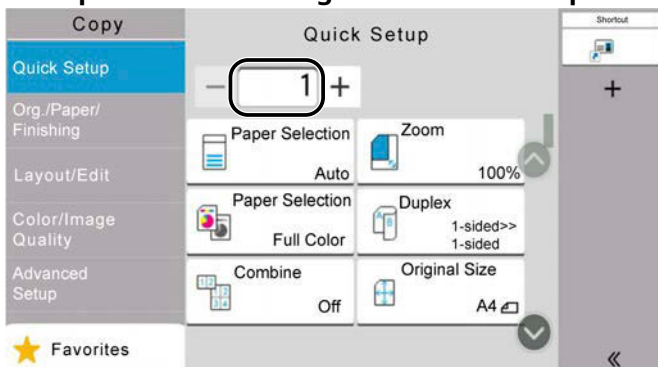 Copy
Quick Setup
Shortcut
Quick Setup
− 1 +
+
Org./Paper/
Finishing
Paper Selection
Auto
Zoom
100%
Layout/Edit
Paper Selection
Full Color
Duplex
1-sided>>
1-sided
Color/Image
Quality
Combine
Off
Original Size
A4
Advanced
Setup
Favorites
«